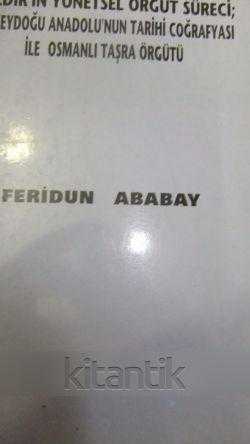 YÖNETSEL ÖRGÜT SÜRECİ;
ANADOLU'NUN TARİHİ COĞRAFYASI
İLE OSMANLI TAŞRA ÖRGÜTÜ
FERİDUN ABABAY
kitantik